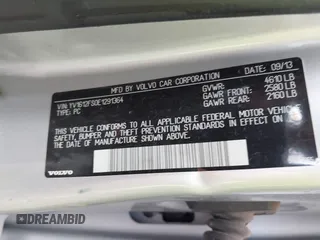 MFD. BY VOLVO CAR CORPORATION 09/13
VIN: YV1612FS0E1291364
TYPE: PC
GVWR: 4610 LB
GAWR FRONT: 2580 LB
GAWR REAR: 2160 LB
THIS VEHICLE CONFORMS TO ALL APPLICABLE FEDERAL MOTOR VEHICLE
SAFETY, BUMPER AND THEFT PREVENTION STANDARDS IN EFFECT ON
THE DATE OF MANUFACTURE SHOWN ABOVE
VOLVO
DREAMBID